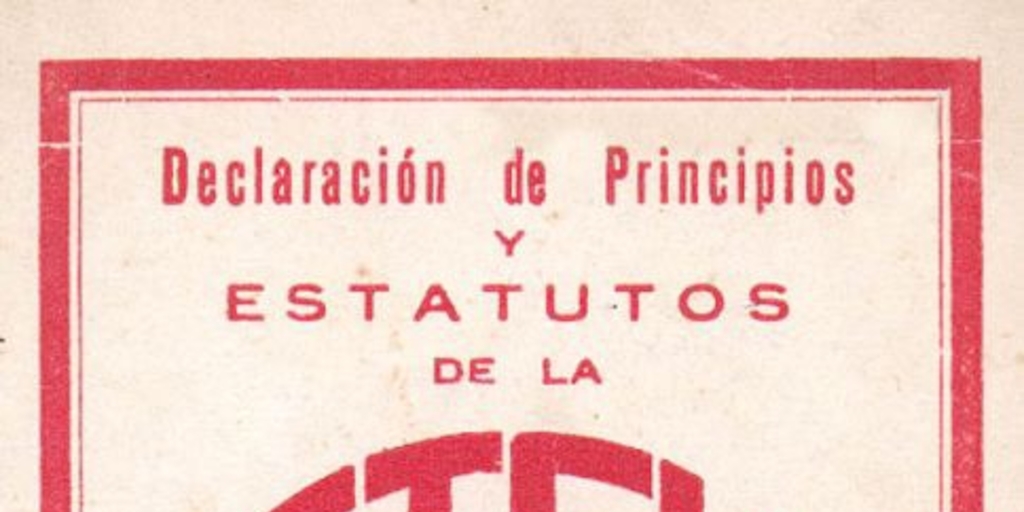 Declaración de Principios
Y
ESTATUTOS
DE LA